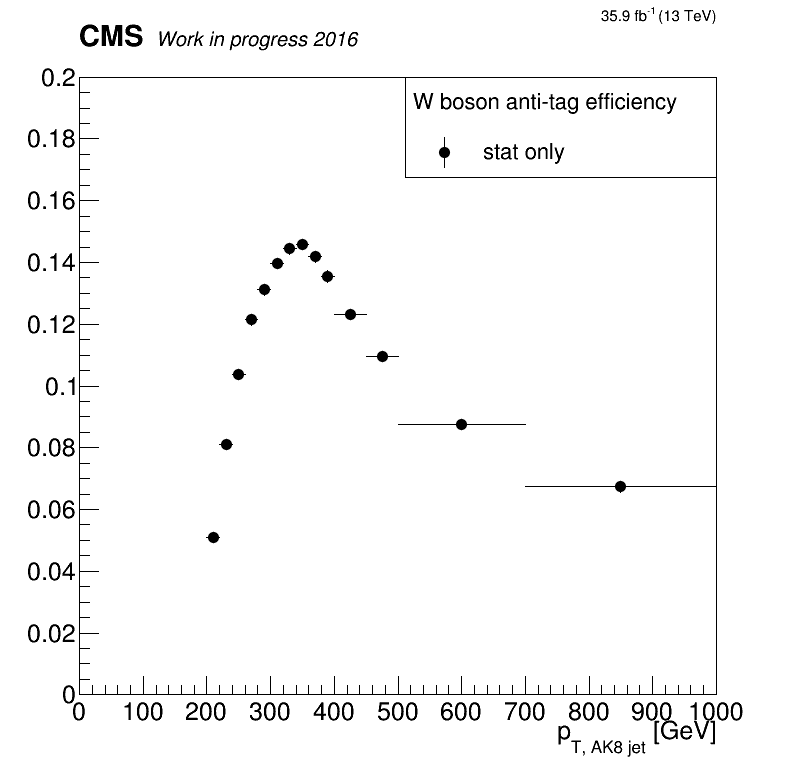 35.9 fb⁻¹ (13 TeV)
CMS Work in progress 2016
W boson anti-tag efficiency
stat only
0.2
0.18
0.16
0.14
0.12
0.1
0.08
0.06
0.04
0.02
0
0 100 200 300 400 500 600 700 800 900 1000
p_T, AK8 jet [GeV]